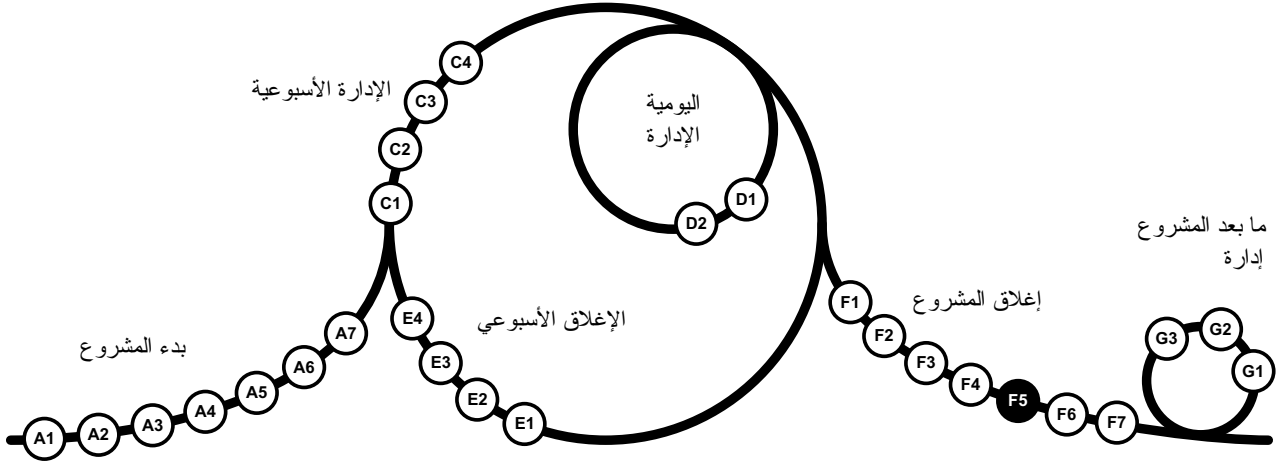 بدء المشروع
A1
A2
A3
A4
A5
A6
A7
الإدارة الأسبوعية
C1
C2
C3
C4
اليومية
الإدارة
D1
D2
الإغلاق الأسبوعي
E1
E2
E3
E4
إغلاق المشروع
F1
F2
F3
F4
F5
F6
F7
ما بعد المشروع
إدارة
G1
G2
G3